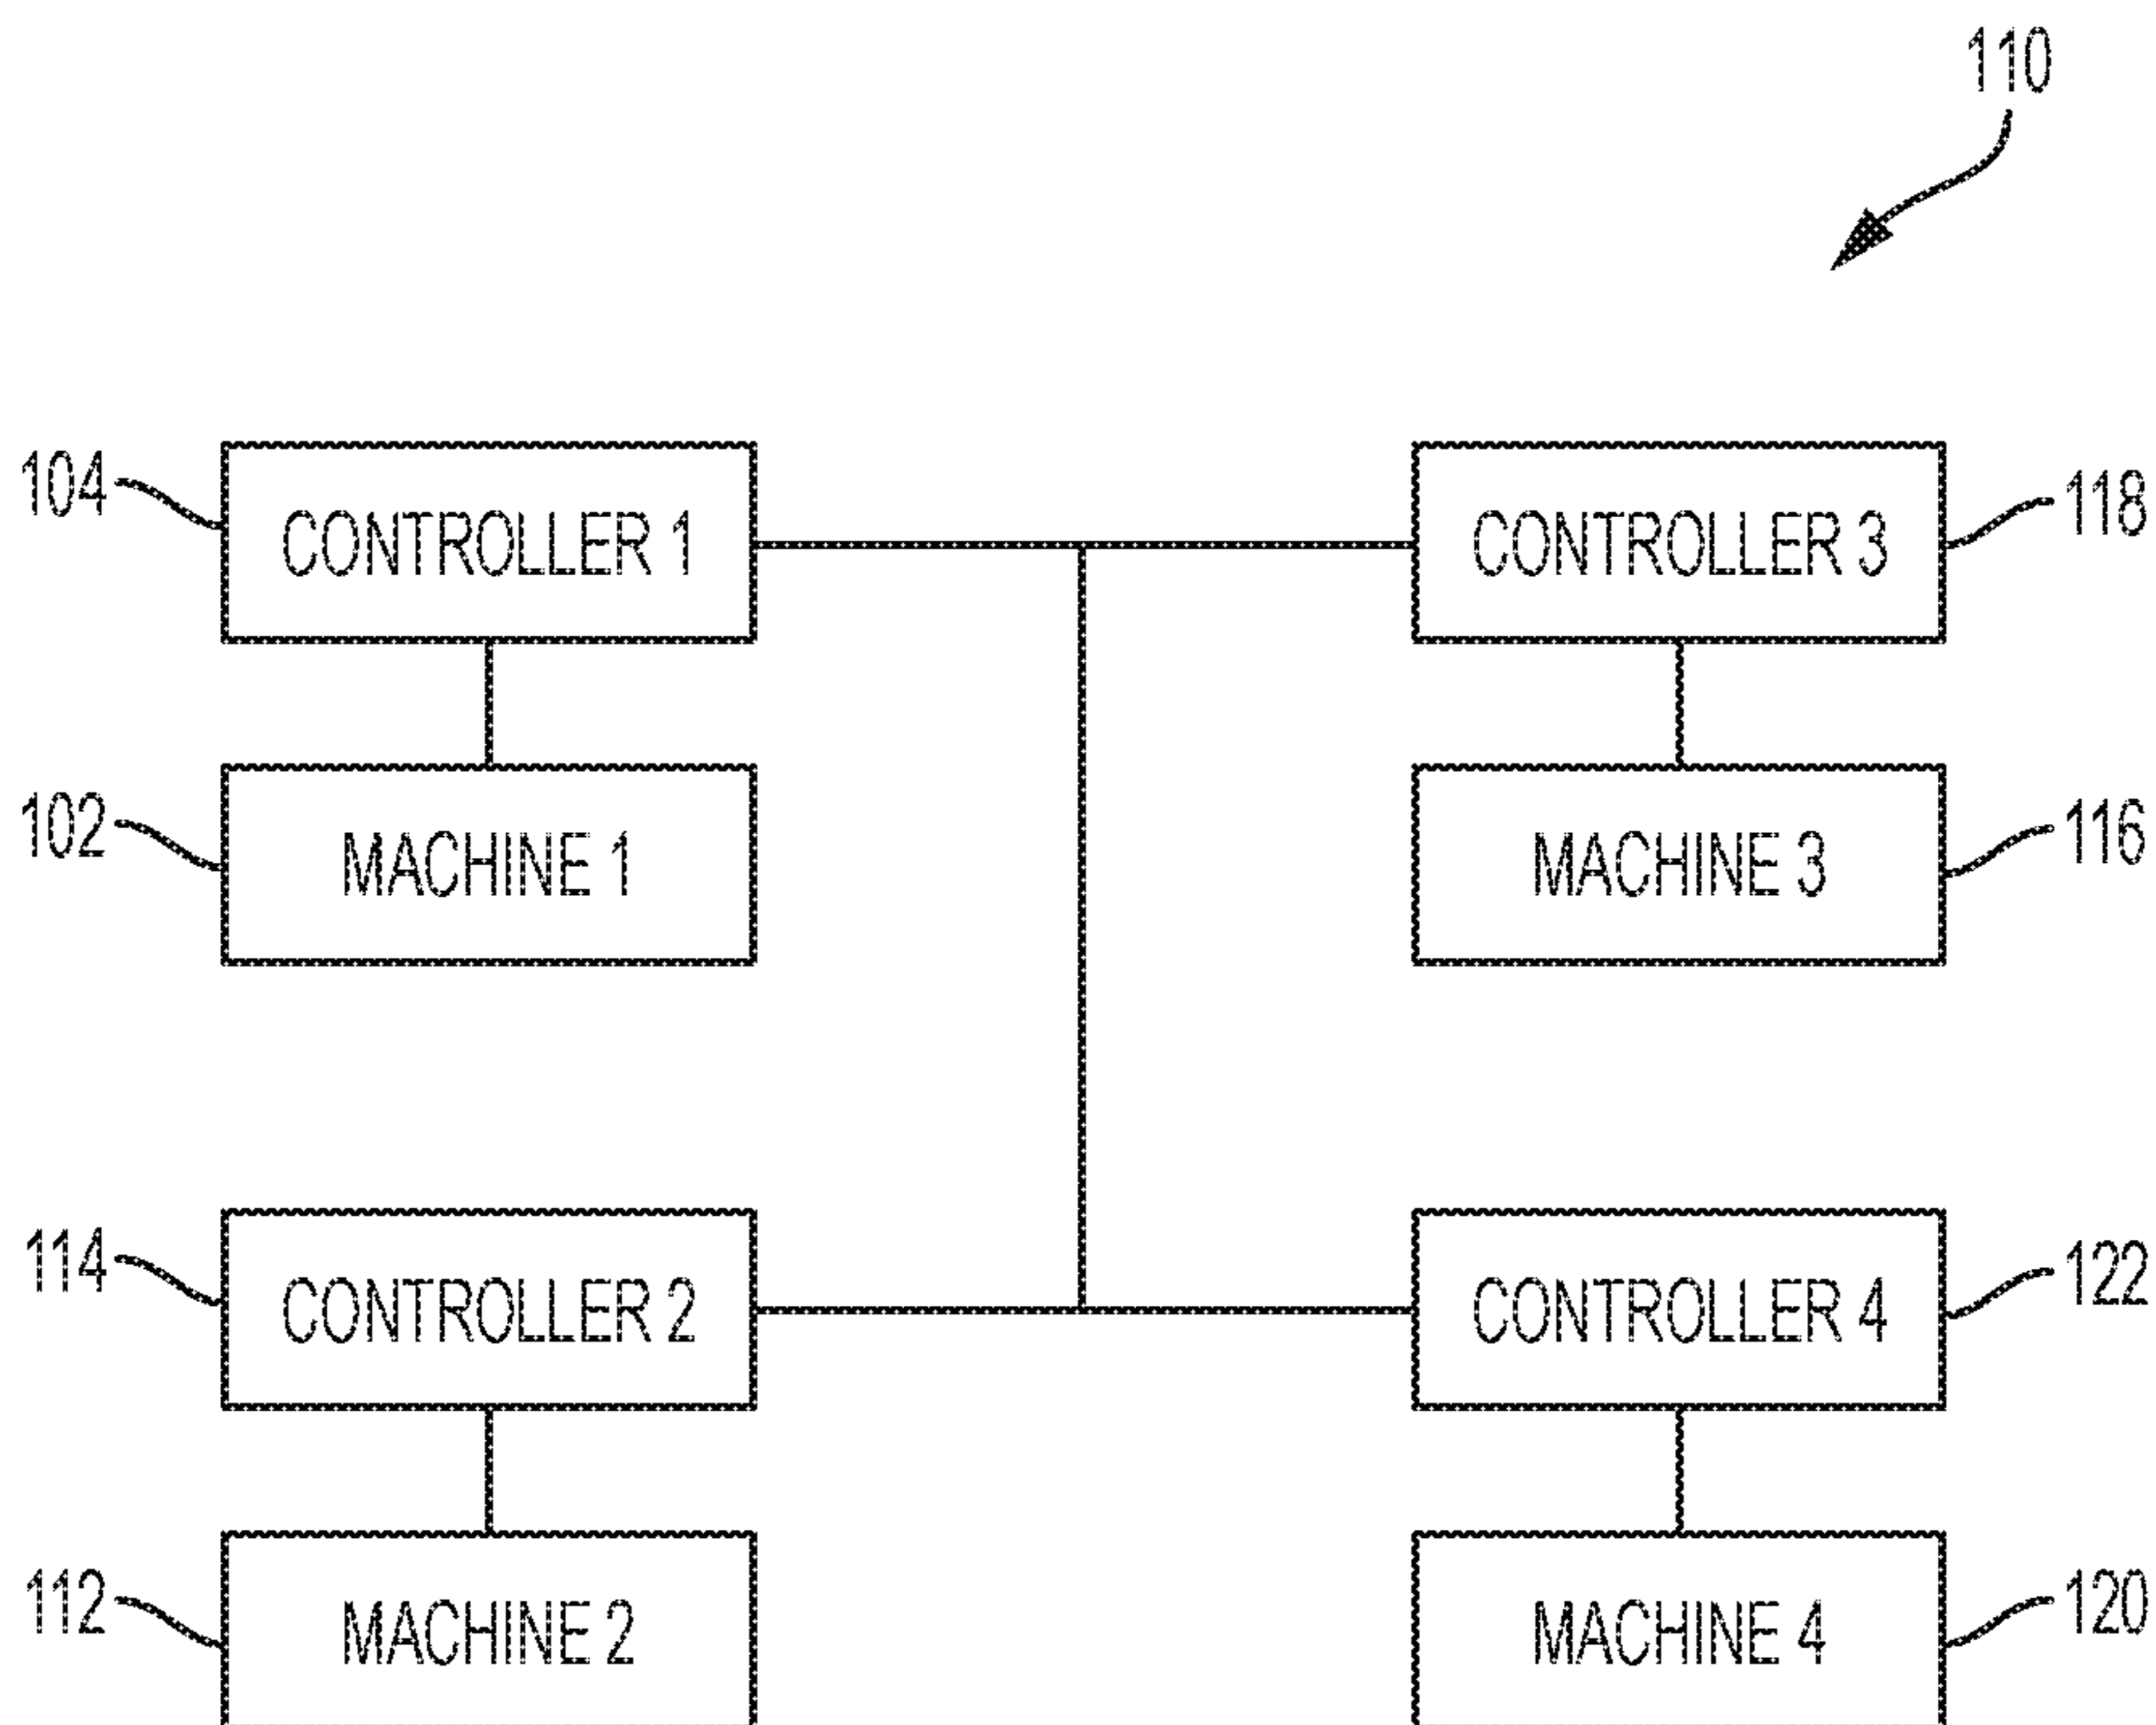 110
104
CONTROLLER 1
CONTROLLER 3
118
102
MACHINE 1
MACHINE 3
116
114
CONTROLLER 2
CONTROLLER 4
122
112
MACHINE 2
MACHINE 4
120